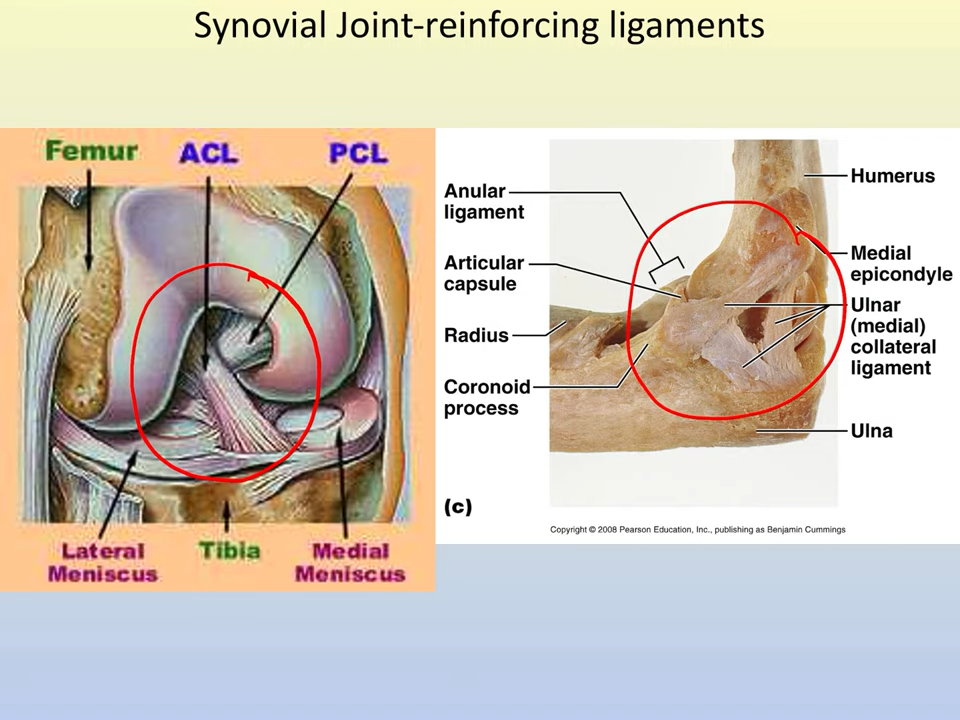 Synovial Joint-reinforcing ligaments
Femur
ACL
PCL
Lateral
Meniscus
Tibia
Medial
Meniscus
Anular
ligament
Articular
capsule
Radius
Coronoid
process
(c)
Humerus
Medial
epicondyle
Ulnar
(medial)
collateral
ligament
Ulna
Copyright © 2008 Pearson Education, Inc., publishing as Benjamin Cummings